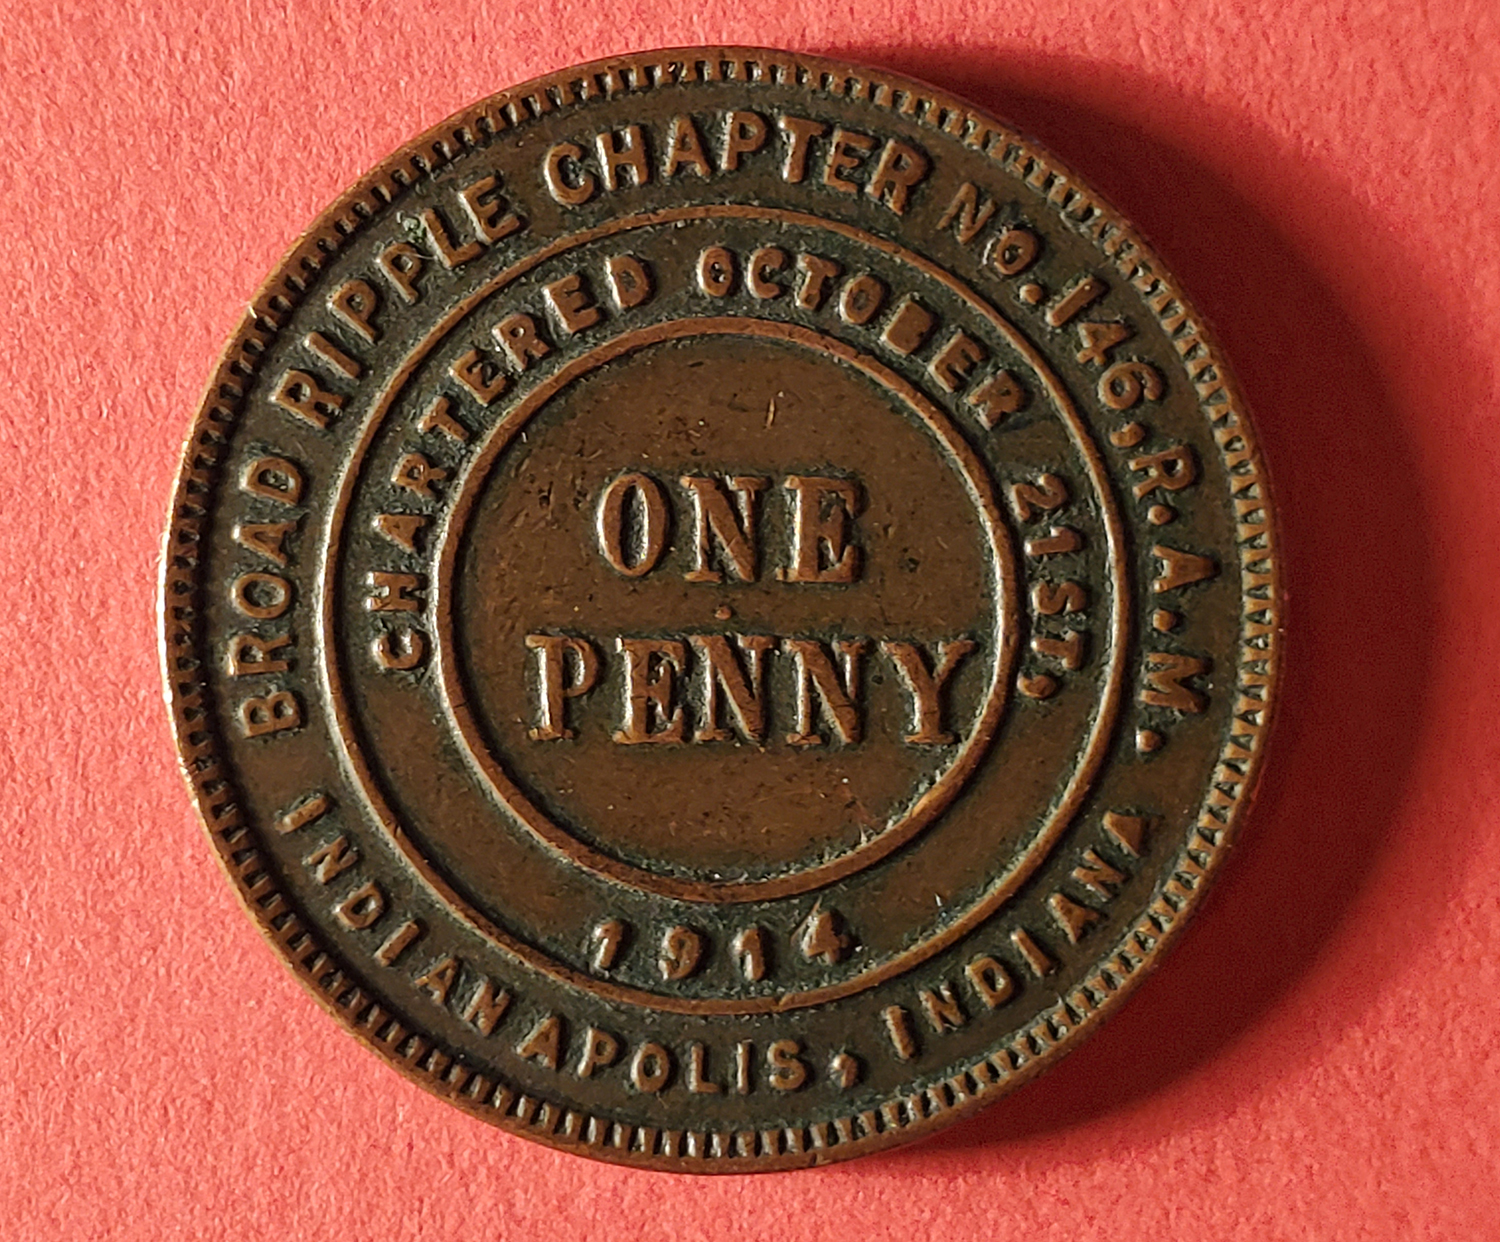 BROAD RIPPLE CHAPTER No. 146, R.A.M.
INDIANAPOLIS, INDIANA
CHARTERED OCTOBER 21ST,
1914
ONE
PENNY